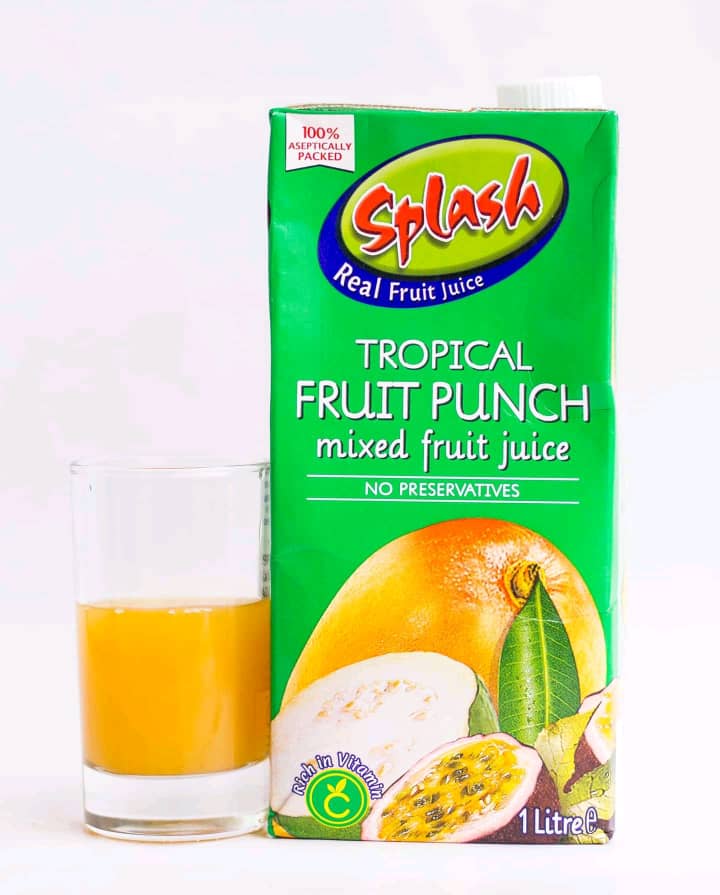 100%
ASEPTICALLY
PACKED
Splash
Real Fruit Juice
TROPICAL
FRUIT PUNCH
mixed fruit juice
NO PRESERVATIVES
Rich in Vitamin
C
1 Litre e